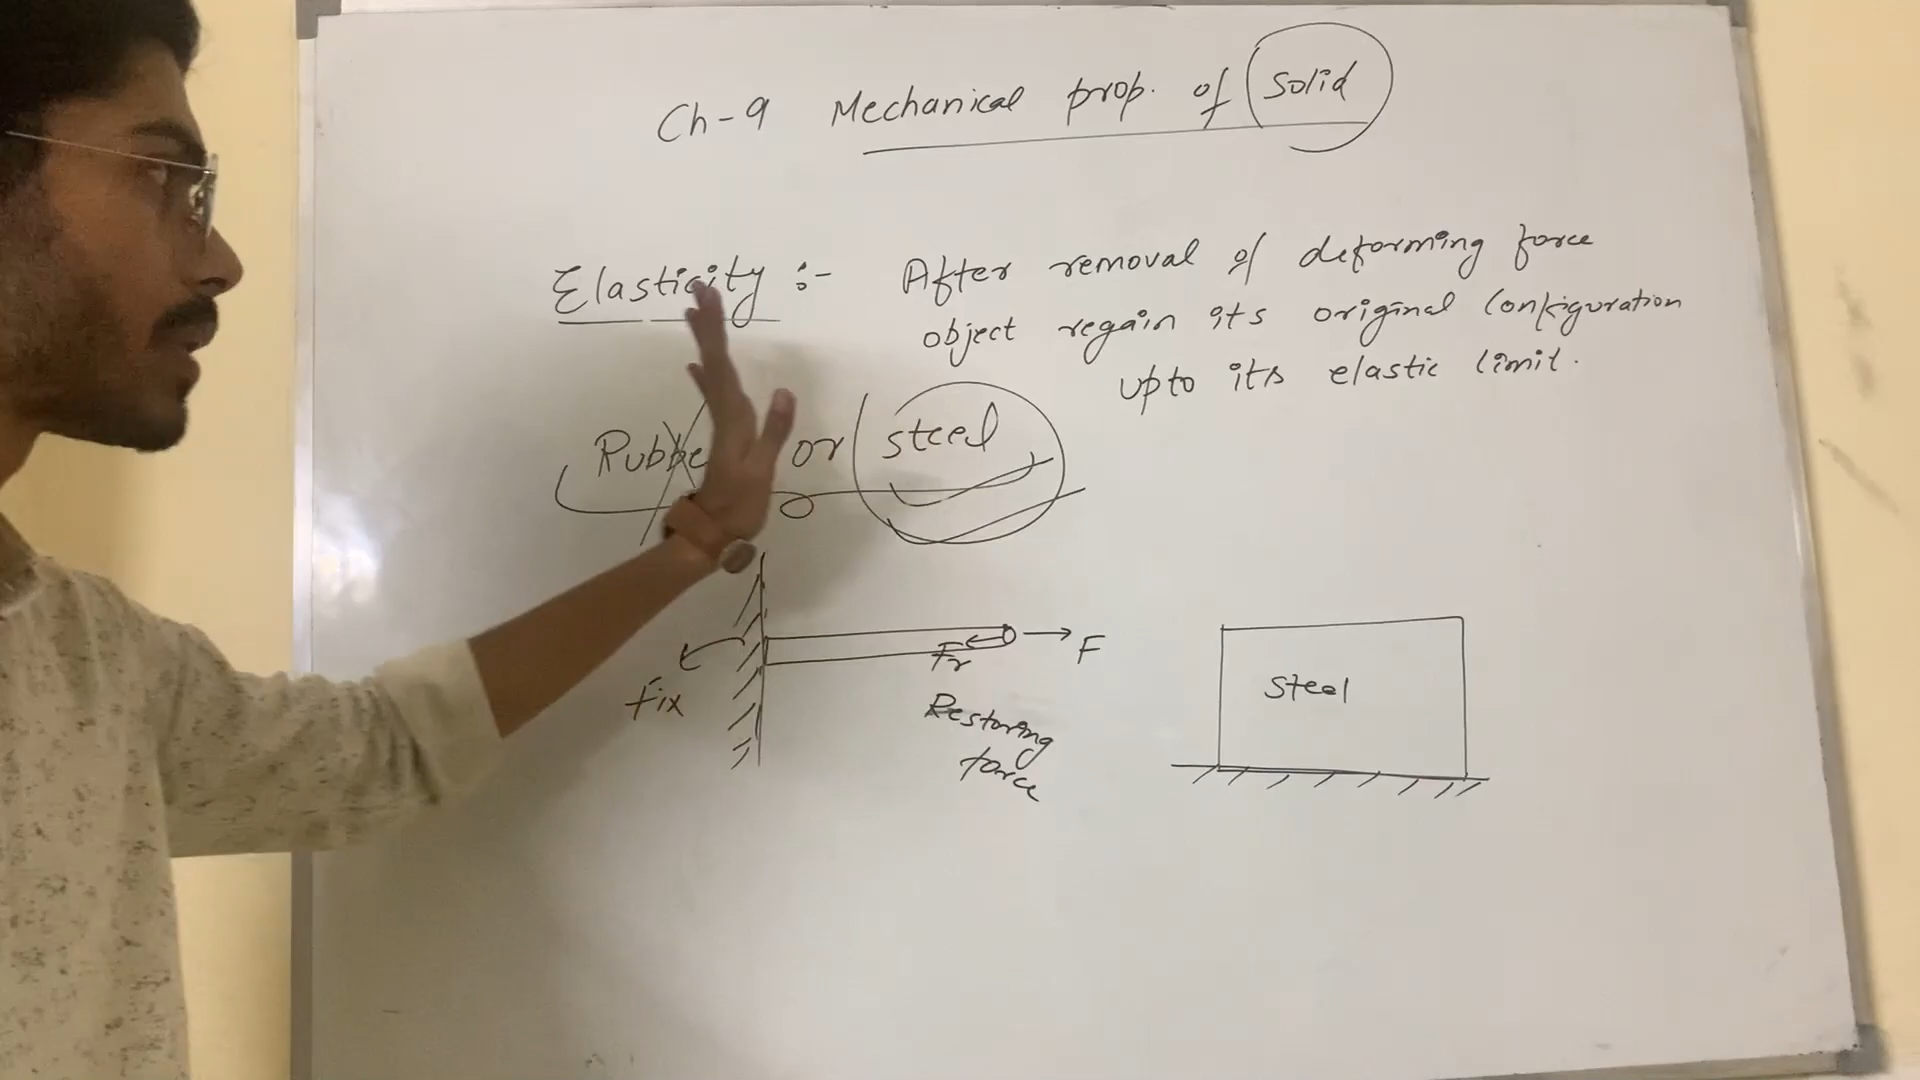 Ch-9 Mechanical prop. of solid
Elasticity :- After removal of deforming force
object regain its original configuration
upto its elastic limit.
or steel
F
Fr
Fix
Restoring
force
steel